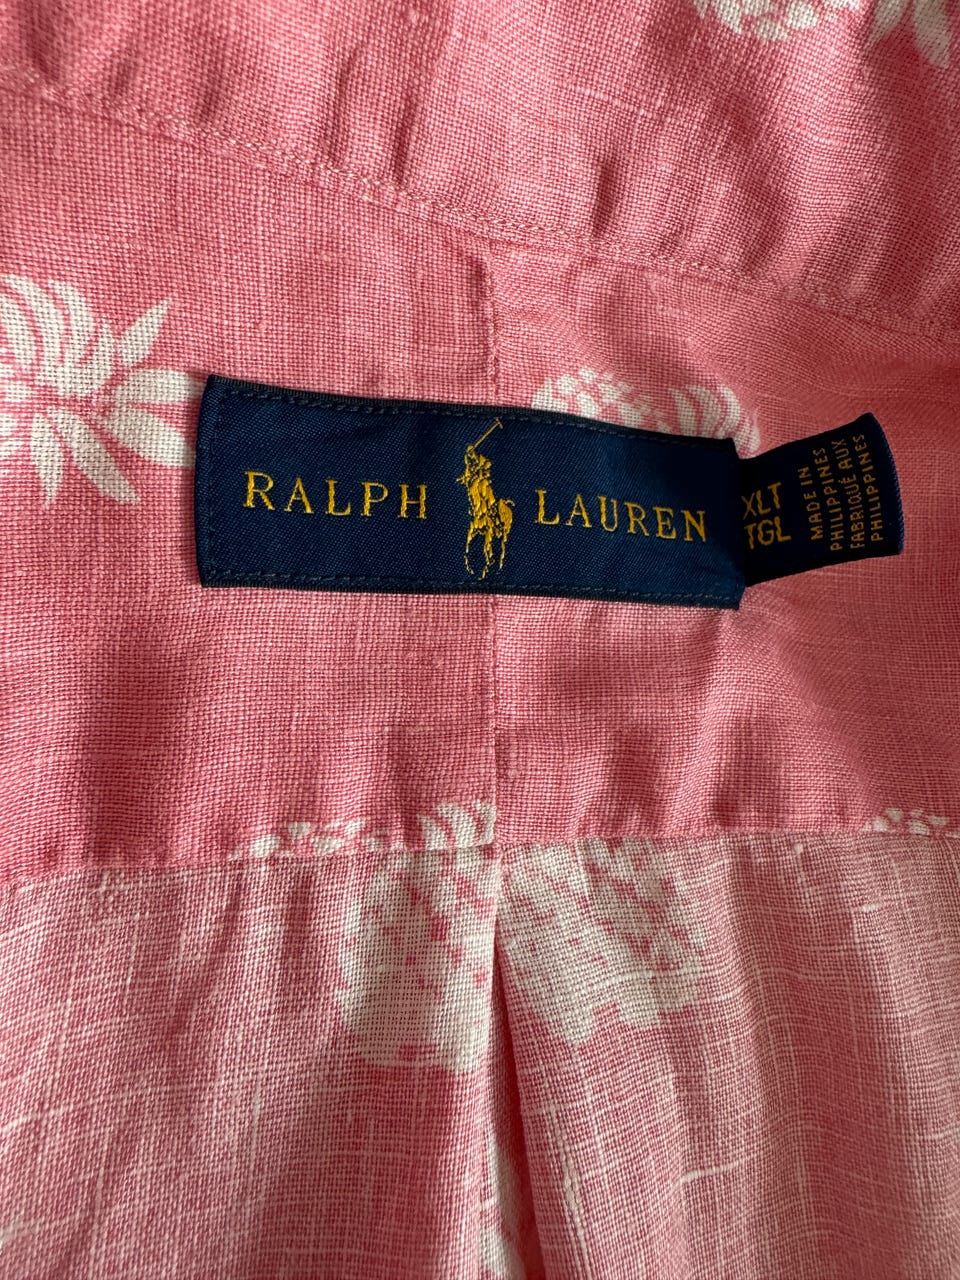 RALPH LAUREN
XLT
TGL
MADE IN
PHILIPPINES
FABRIQUÉ AUX
PHILIPPINES